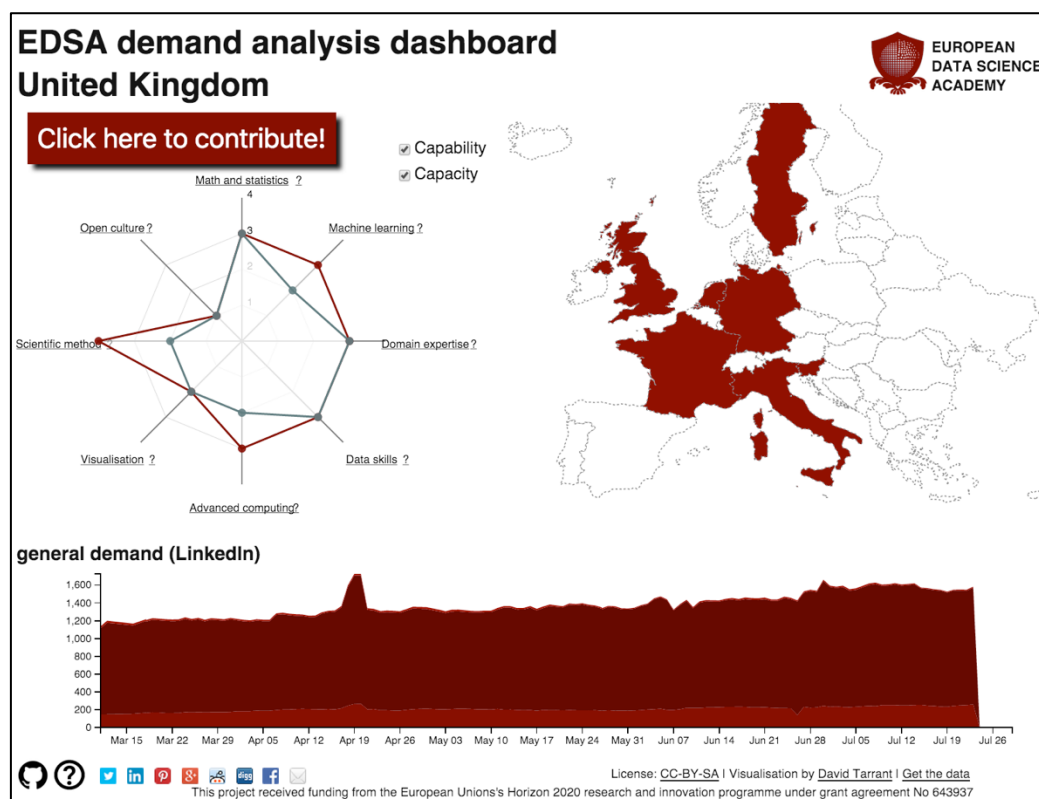 EDSA demand analysis dashboard
United Kingdom
EUROPEAN
DATA SCIENCE
ACADEMY
Click here to contribute!
Capability
Capacity
Math and statistics ?
4
3
2
1
Open culture ?
Machine learning ?
Scientific method
Domain expertise ?
Visualisation ?
Data skills ?
Advanced computing?
general demand (LinkedIn)
1,600
1,400
1,200
1,000
800
600
400
200
0
Mar 15 Mar 22 Mar 29 Apr 05 Apr 12 Apr 19 Apr 26 May 03 May 10 May 17 May 24 May 31 Jun 07 Jun 14 Jun 21 Jun 28 Jul 05 Jul 12 Jul 19 Jul 26
digg
License: CC-BY-SA | Visualisation by David Tarrant | Get the data
This project received funding from the European Unions's Horizon 2020 research and innovation programme under grant agreement No 643937